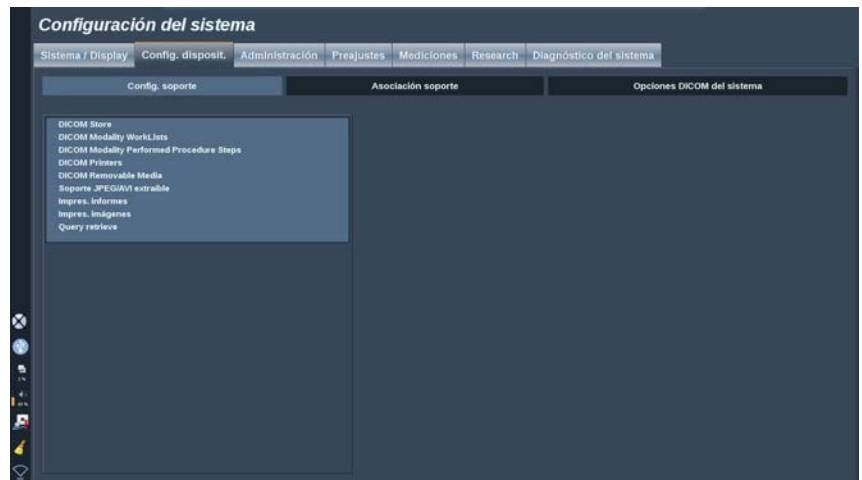 Configuración del sistema
Sistema / Display Config. disposit. Administración Preajustes Mediciones Research Diagnóstico del sistema
Config. soporte Asociación soporte Opciones DICOM del sistema
DICOM Store
DICOM Modality WorkLists
DICOM Modality Performed Procedure Steps
DICOM Printers
DICOM Removable Media
Soporte JPEG/AVI extraíble
Impres. informes
Impres. imágenes
Query retrieve